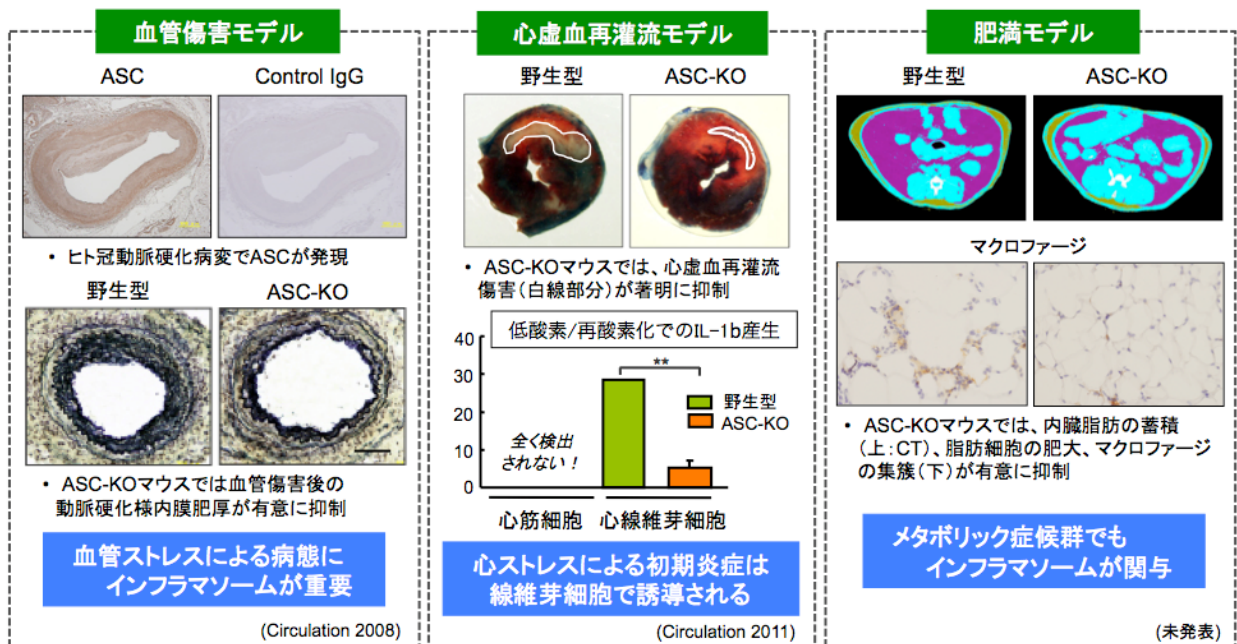 血管傷害モデル
ASC
Control IgG
・ ヒト冠動脈硬化病変でASCが発現
野生型
ASC-KO
・ ASC-KOマウスでは血管傷害後の
動脈硬化様内膜肥厚が有意に抑制
血管ストレスによる病態に
インフラマソームが重要
(Circulation 2008)
心虚血再灌流モデル
野生型
ASC-KO
・ ASC-KOマウスでは、心虚血再灌流
傷害(白線部分)が著明に抑制
低酸素/再酸素化でのIL-1b産生
40
30
20
10
0
**
野生型
ASC-KO
全く検出
されない！
心筋細胞
心線維芽細胞
心ストレスによる初期炎症は
線維芽細胞で誘導される
(Circulation 2011)
肥満モデル
野生型
ASC-KO
マクロファージ
・ ASC-KOマウスでは、内臓脂肪の蓄積
(上:CT)、脂肪細胞の肥大、マクロファージ
の集簇(下)が有意に抑制
メタボリック症候群でも
インフラマソームが関与
(未発表)